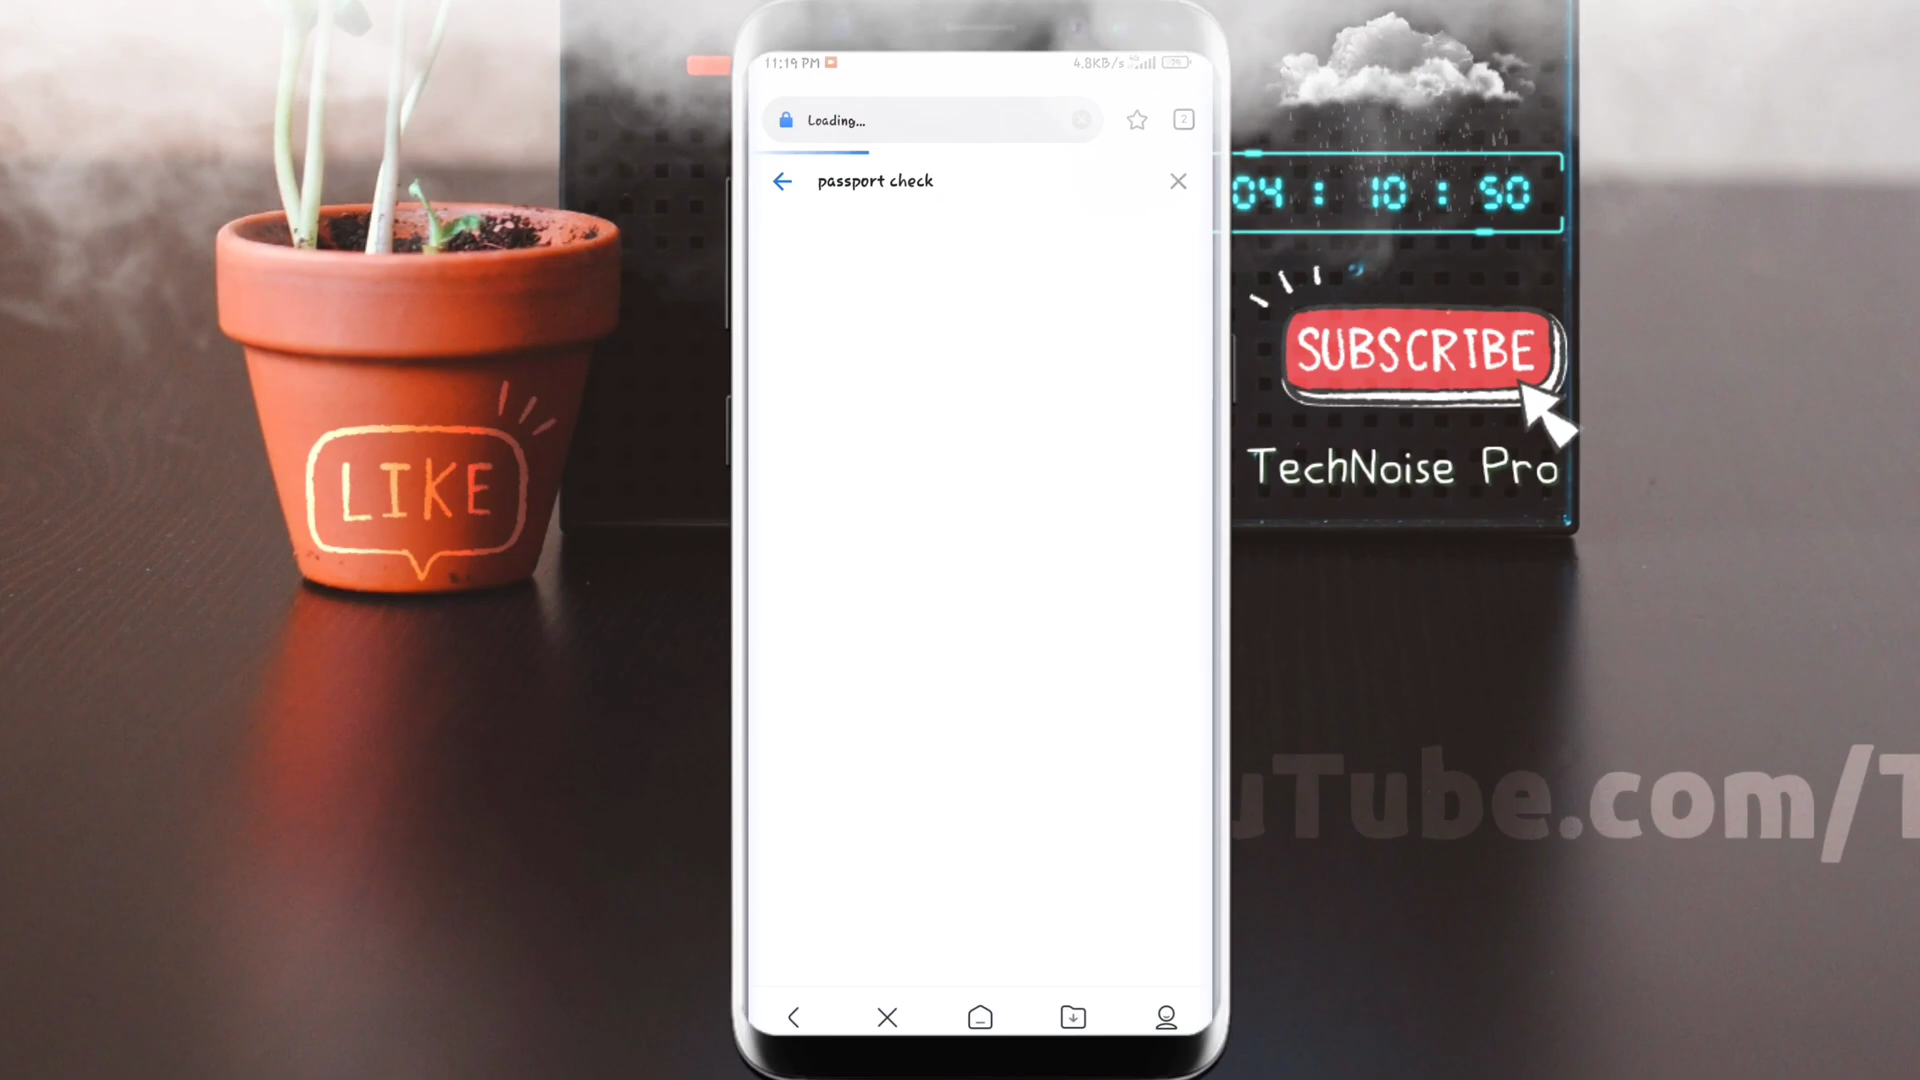 11:19 PM
4.8KB/s
Loading...
2
passport check
04 : 10 : 50
SUBSCRIBE
LIKE
TechNoise Pro
uTube.com/T